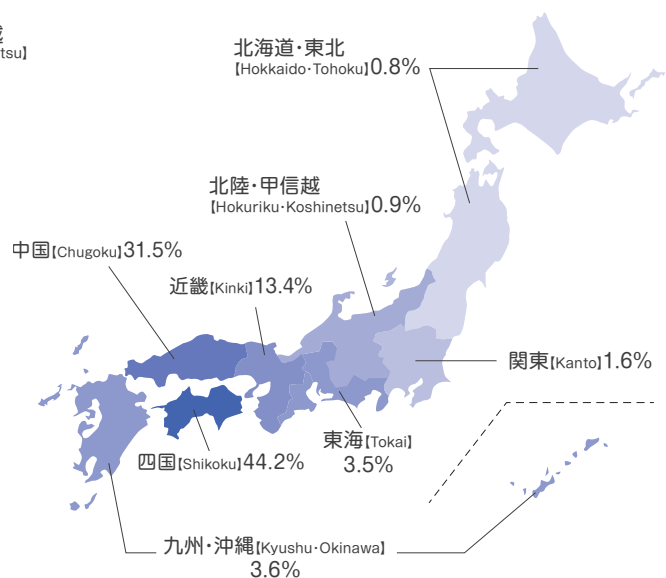 tsu】
北海道・東北
【Hokkaido・Tohoku】0.8%
北陸・甲信越
【Hokuriku・Koshinetsu】0.9%
中国【Chugoku】31.5%
近畿【Kinki】13.4%
関東【Kanto】1.6%
東海【Tokai】
3.5%
四国【Shikoku】44.2%
九州・沖縄【Kyushu・Okinawa】
3.6%